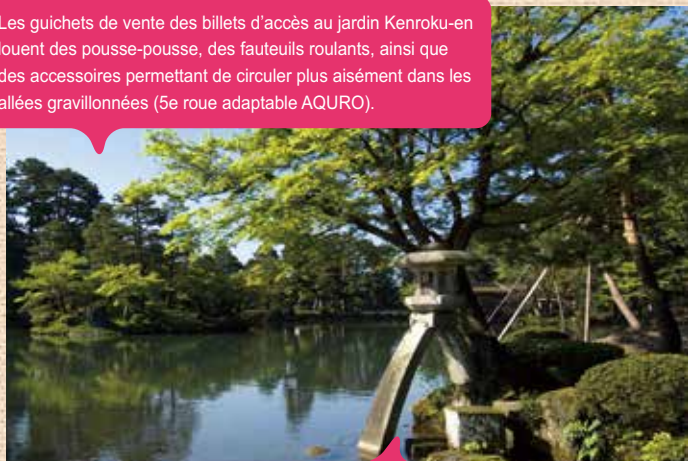 Les guichets de vente des billets d’accès au jardin Kenroku-en
louent des pousse-pousse, des fauteuils roulants, ainsi que
des accessoires permettant de circuler plus aisément dans les
allées gravillonnées (5e roue adaptable AQURO).